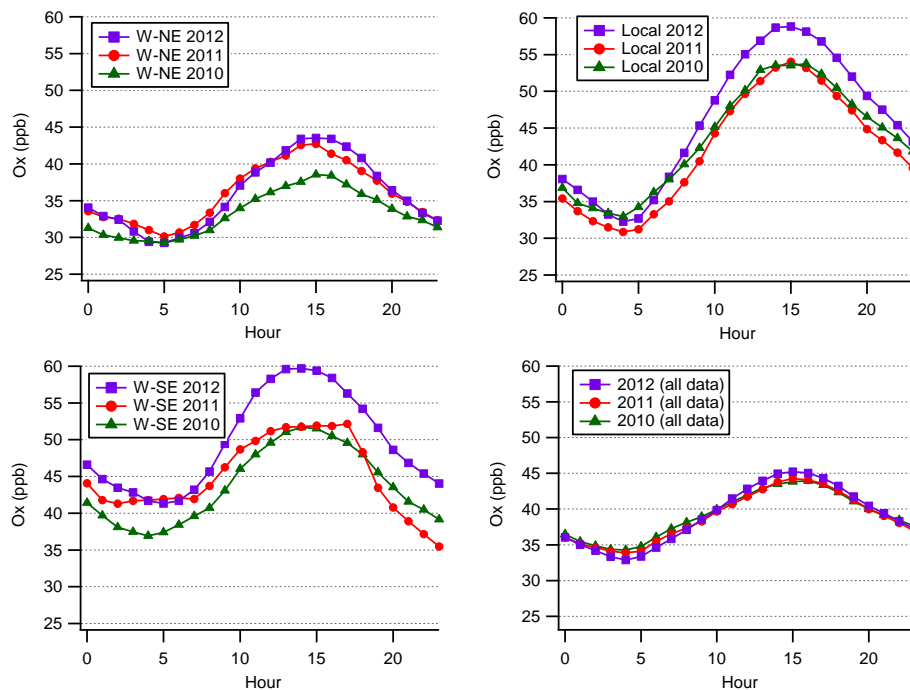 60
55
50
45
40
35
30
25
Ox (ppb)
W-NE 2012
W-NE 2011
W-NE 2010
0 5 10 15 20
Hour
60
55
50
45
40
35
30
25
Ox (ppb)
Local 2012
Local 2011
Local 2010
0 5 10 15 20
Hour
60
55
50
45
40
35
30
25
Ox (ppb)
W-SE 2012
W-SE 2011
W-SE 2010
0 5 10 15 20
Hour
60
55
50
45
40
35
30
25
Ox (ppb)
2012 (all data)
2011 (all data)
2010 (all data)
0 5 10 15 20
Hour